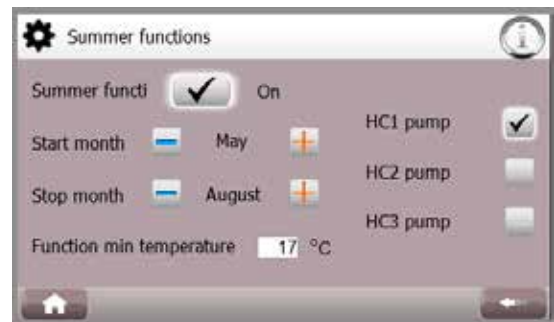 Summer functions
Summer functi On
Start month May
Stop month August
Function min temperature 17 °C
HC1 pump
HC2 pump
HC3 pump